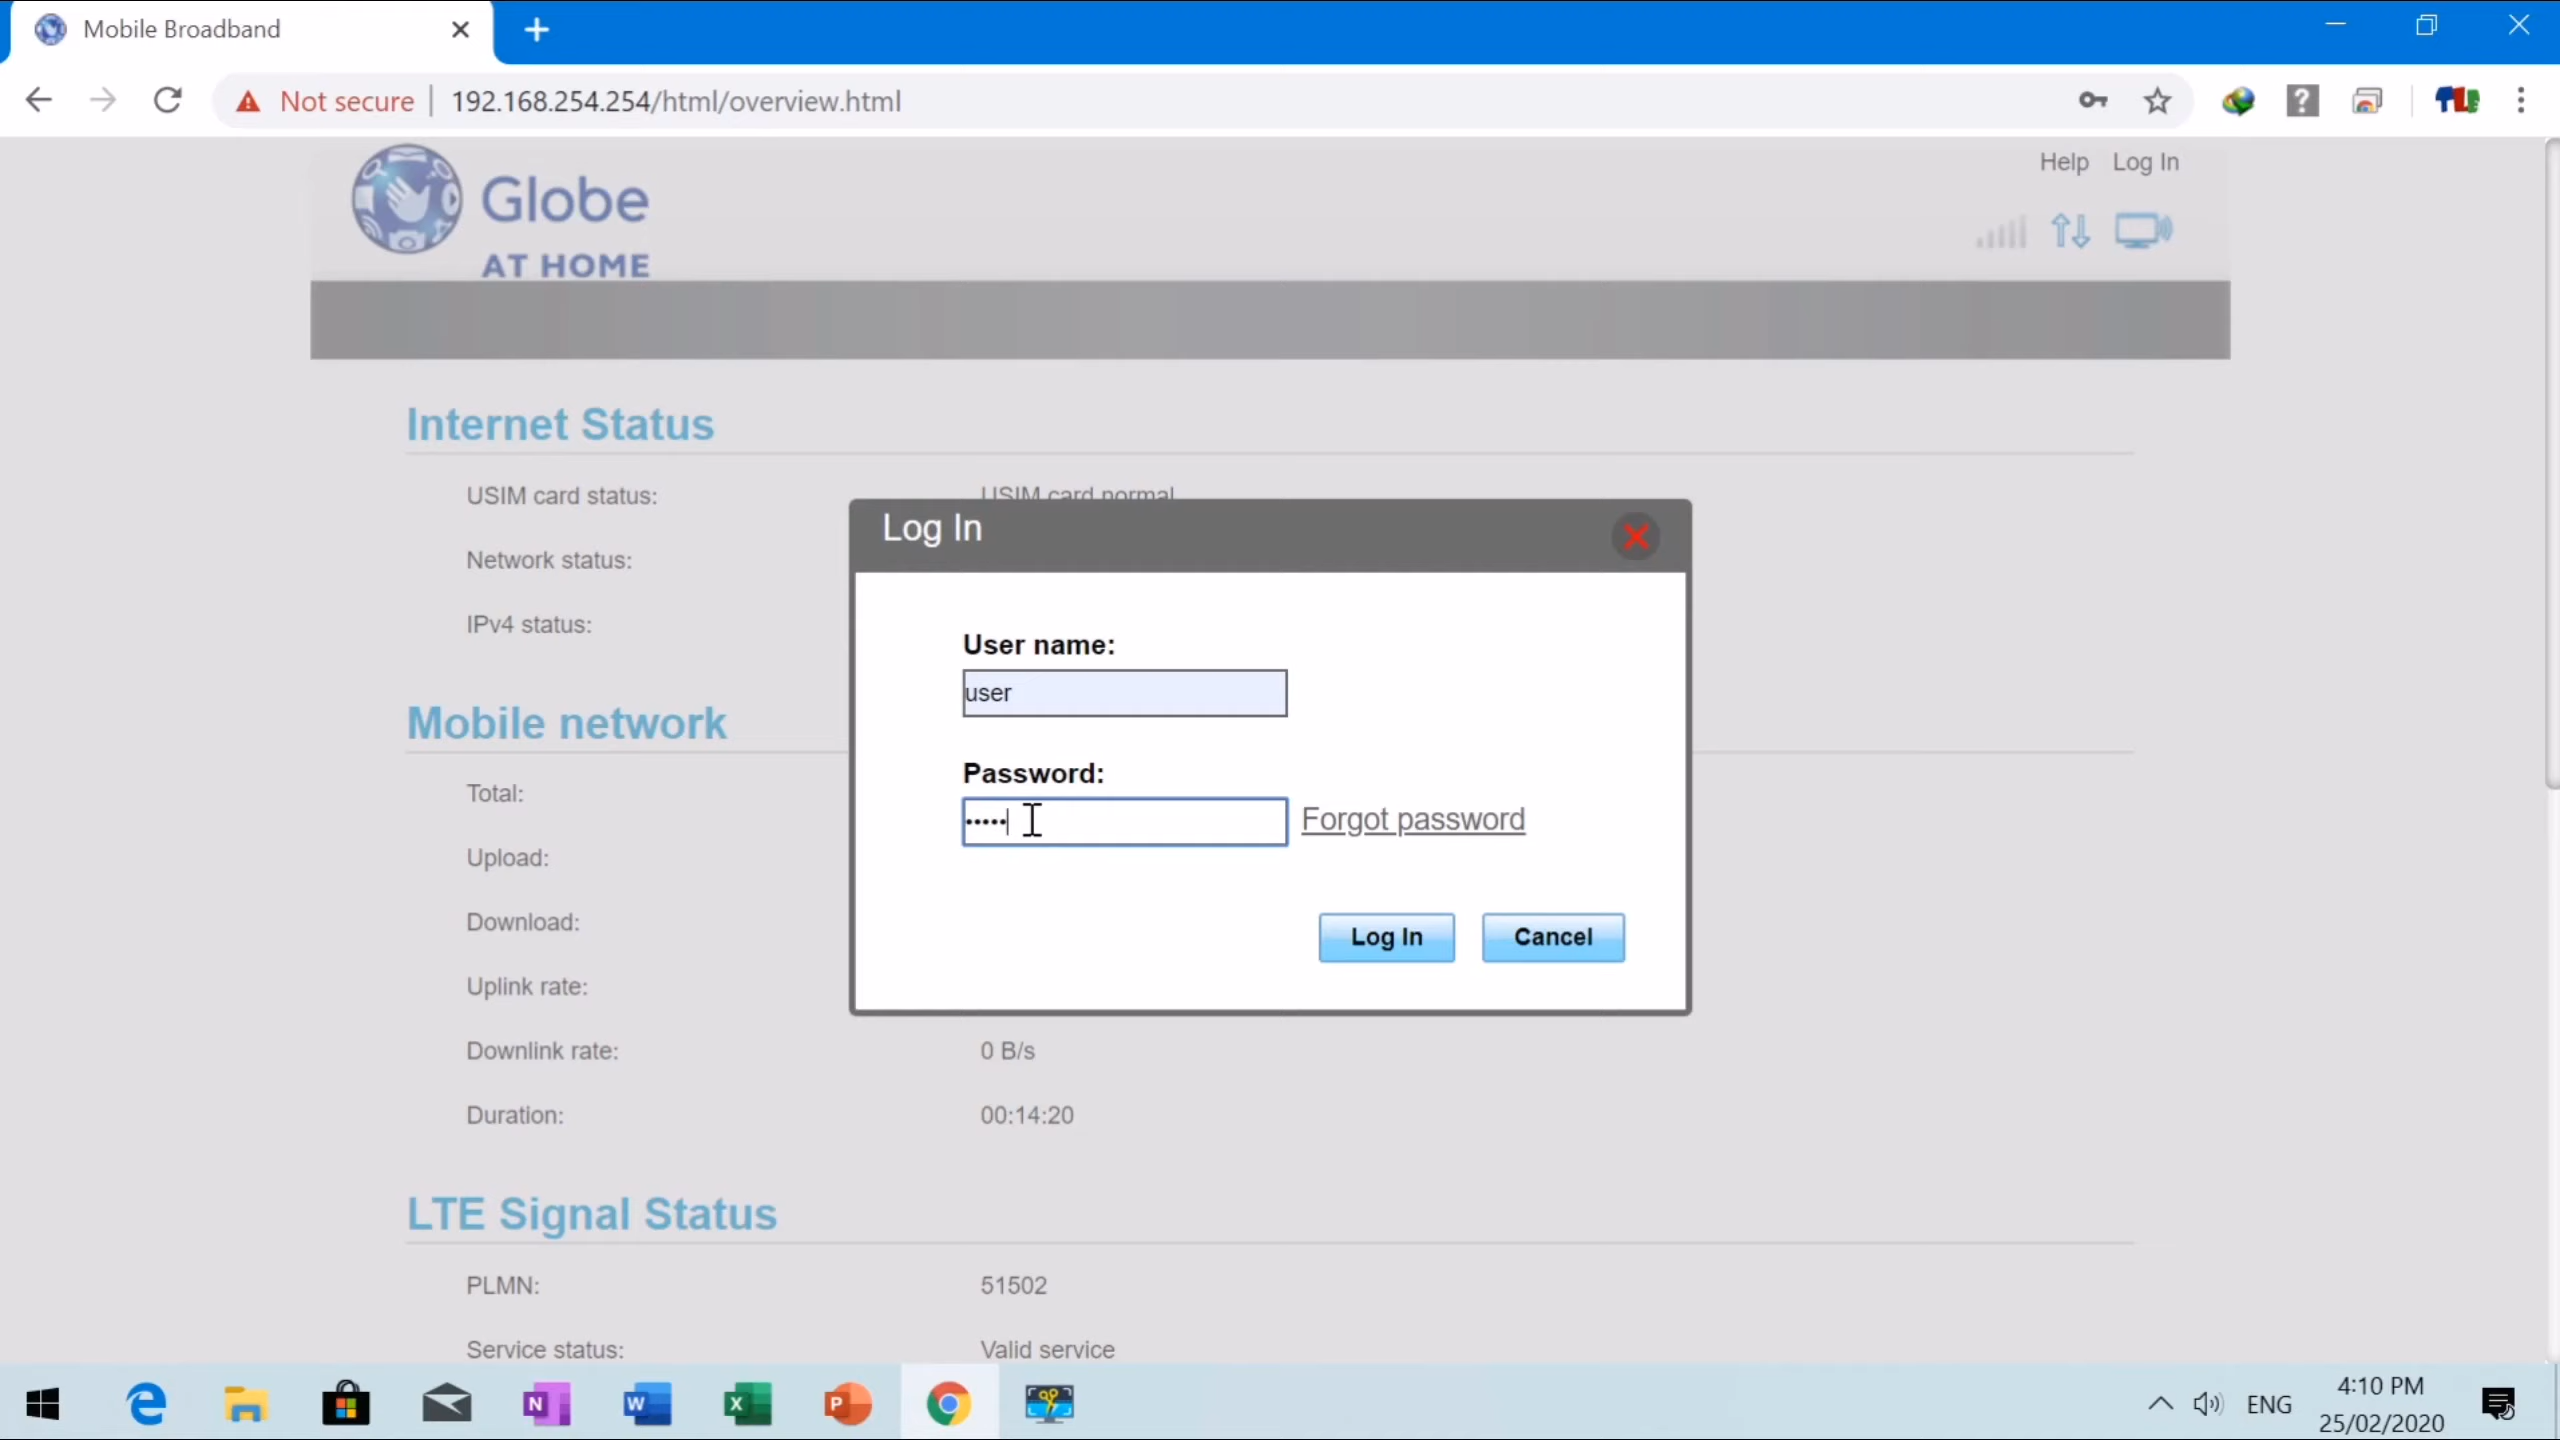 Mobile Broadband
Not secure
192.168.254.254/html/overview.html
Help Log In
Globe
AT HOME
Internet Status
USIM card status: USIM card normal
Network status:
IPv4 status:
Mobile network
Total:
Upload:
Download:
Uplink rate:
Downlink rate: 0 B/s
Duration: 00:14:20
LTE Signal Status
PLMN: 51502
Service status: Valid service
Log In
User name:
user
Password:
•••••
Forgot password
Log In
Cancel
ENG
4:10 PM
25/02/2020